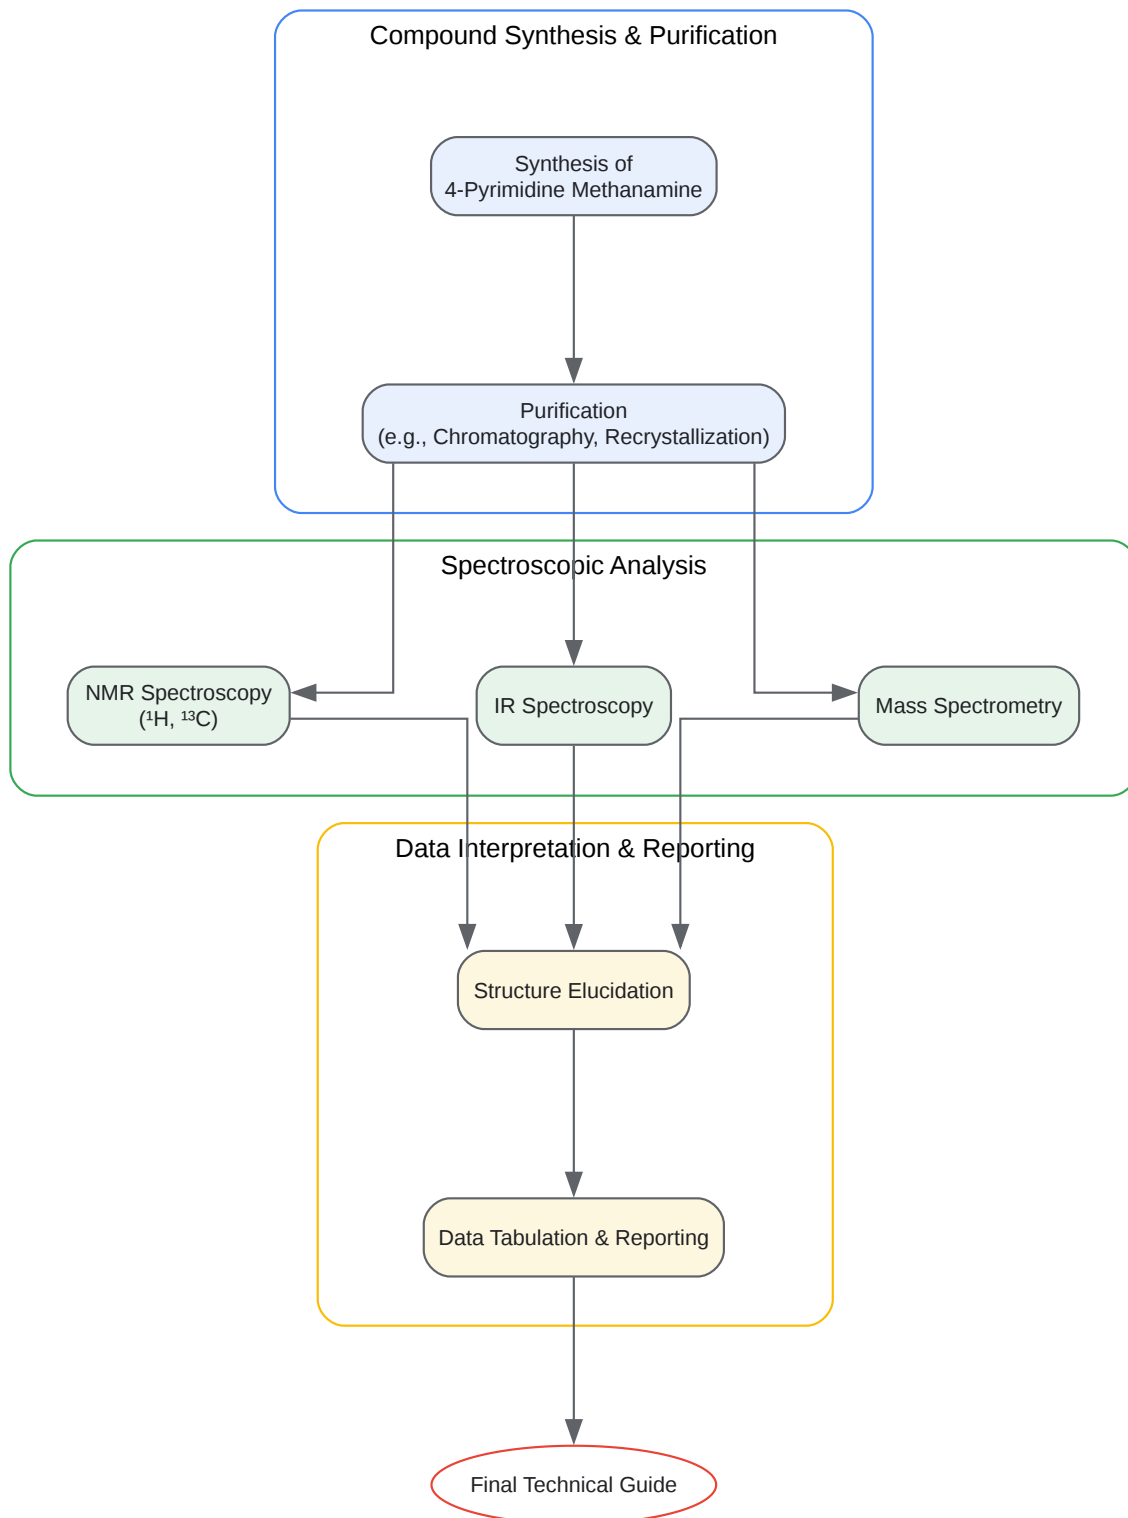 Compound Synthesis & Purification
Synthesis of
4-Pyrimidine Methanamine
Purification
(e.g., Chromatography, Recrystallization)
Spectroscopic Analysis
NMR Spectroscopy
(¹H, ¹³C)
IR Spectroscopy
Mass Spectrometry
Data Interpretation & Reporting
Structure Elucidation
Data Tabulation & Reporting
Final Technical Guide